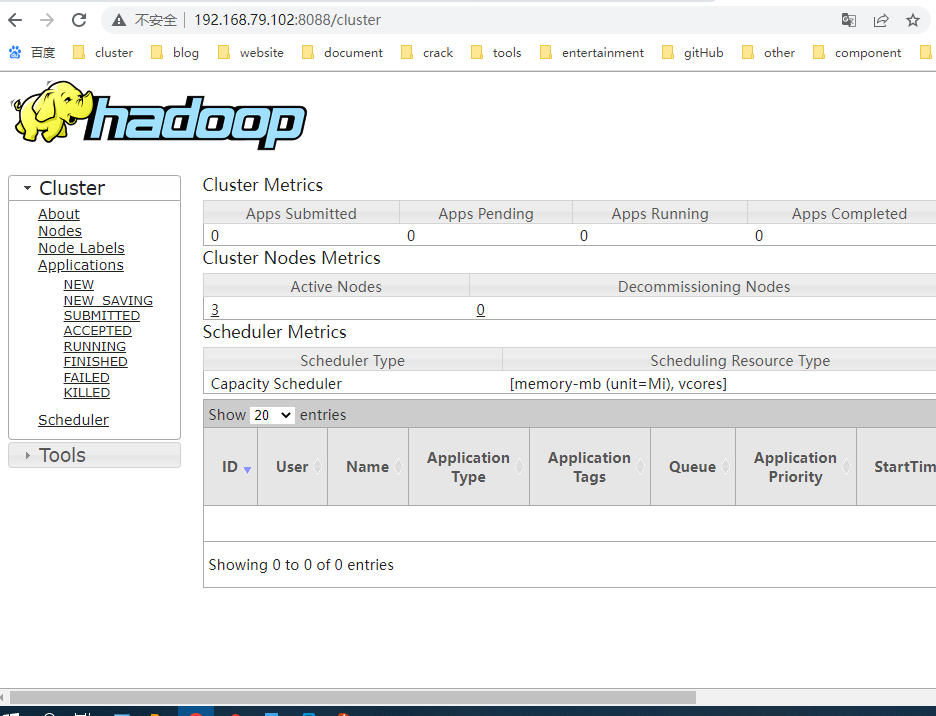 不安全 192.168.79.102:8088/cluster
百度 cluster blog website document crack tools entertainment gitHub other component
hadoop
Cluster
About
Nodes
Node Labels
Applications
NEW
NEW_SAVING
SUBMITTED
ACCEPTED
RUNNING
FINISHED
FAILED
KILLED
Scheduler
Tools
Cluster Metrics
Apps Submitted Apps Pending Apps Running Apps Completed
0 0 0 0
Cluster Nodes Metrics
Active Nodes Decommissioning Nodes
3 0
Scheduler Metrics
Scheduler Type Scheduling Resource Type
Capacity Scheduler [memory-mb (unit=Mi), vcores]
Show 20 entries
ID User Name Application Type Application Tags Queue Application Priority StartTim
Showing 0 to 0 of 0 entries